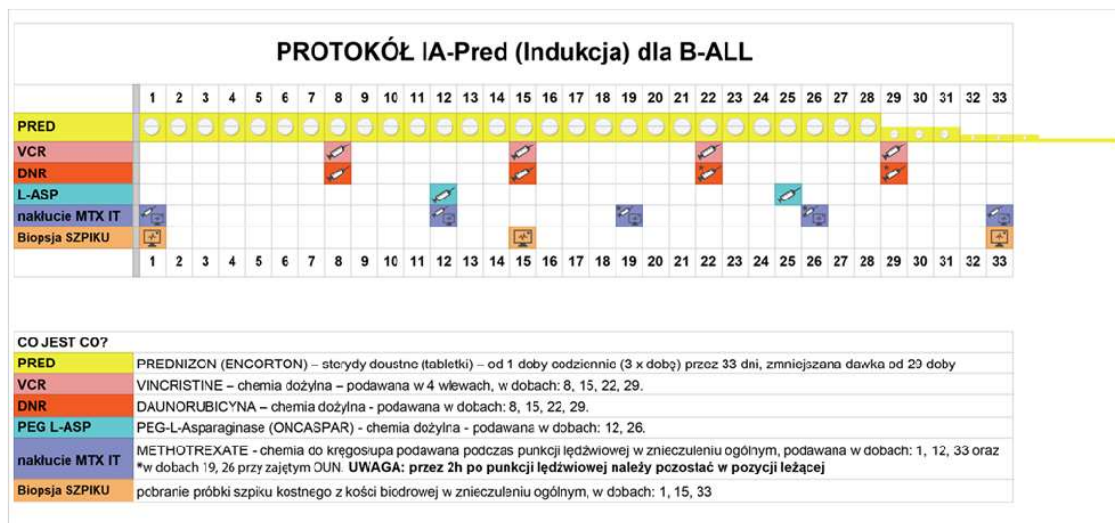 PROTOKÓŁ IA-Pred (Indukcja) dla B-ALL
1 2 3 4 5 6 7 8 9 10 11 12 13 14 15 16 17 18 19 20 21 22 23 24 25 26 27 28 29 30 31 32 33
PRED
VCR
DNR
L-ASP
nakłucie MTX IT
Biopsja SZPIKU
1 2 3 4 5 6 7 8 9 10 11 12 13 14 15 16 17 18 19 20 21 22 23 24 25 26 27 28 29 30 31 32 33
CO JEST CO?
PRED PREDNIZON (ENCORTON) – sterydy doustne (tabletki) – od 1 doby codziennie (3 x dobę) przez 33 dni, zmniejszana dawka od 29 doby
VCR VINCRISTINE – chemia dożylna – podawana w 4 wlewach, w dobach: 8, 15, 22, 29.
DNR DAUNORUBICYNA – chemia dożylna - podawana w dobach: 8, 15, 22, 29.
PEG L-ASP PEG-L-Asparaginase (ONCASPAR) - chemia dożylna - podawana w dobach: 12, 26.
nakłucie MTX IT METHOTREXATE - chemia do kręgosłupa podawana podczas punkcji lędźwiowej w znieczuleniu ogólnym, podawana w dobach: 1, 12, 33 oraz
*w dobach 19, 26 przy zajętym OUN. UWAGA: przez 2h po punkcji lędźwiowej należy pozostać w pozycji leżącej
Biopsja SZPIKU pobranie próbki szpiku kostnego z kości biodrowej w znieczuleniu ogólnym, w dobach: 1, 15, 33